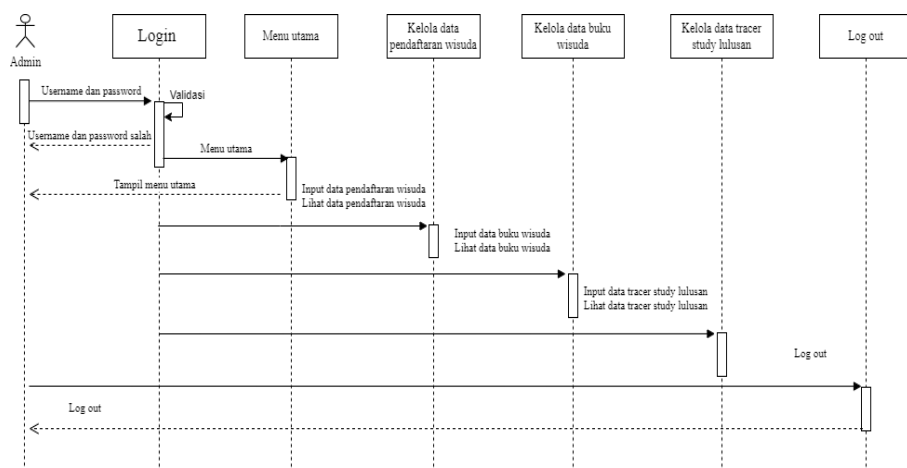 Admin
Login
Menu utama
Kelola data
pendaftaran wisuda
Kelola data buku
wisuda
Kelola data tracer
study lulusan
Log out
Username dan password
Validasi
Username dan password salah
Menu utama
Tampil menu utama
Input data pendaftaran wisuda
Lihat data pendaftaran wisuda
Input data buku wisuda
Lihat data buku wisuda
Input data tracer study lulusan
Lihat data tracer study lulusan
Log out
Log out